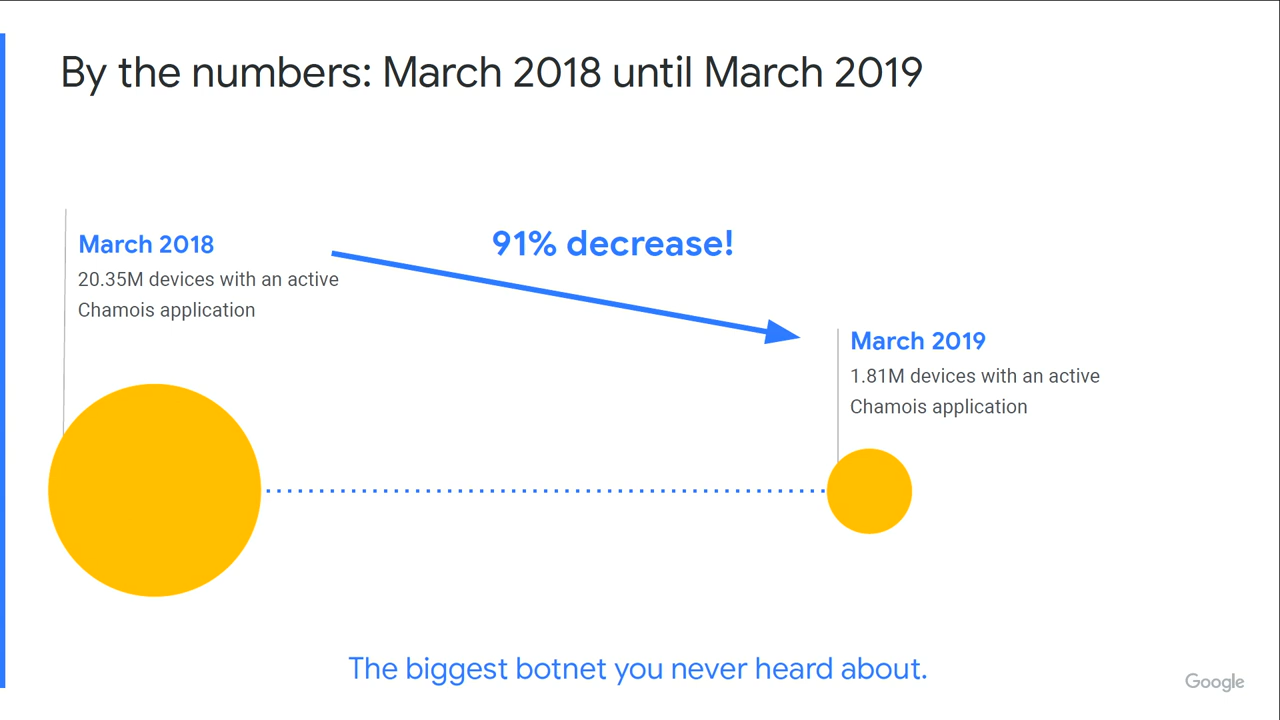 By the numbers: March 2018 until March 2019
March 2018
20.35M devices with an active
Chamois application
91% decrease!
March 2019
1.81M devices with an active
Chamois application
The biggest botnet you never heard about.
Google